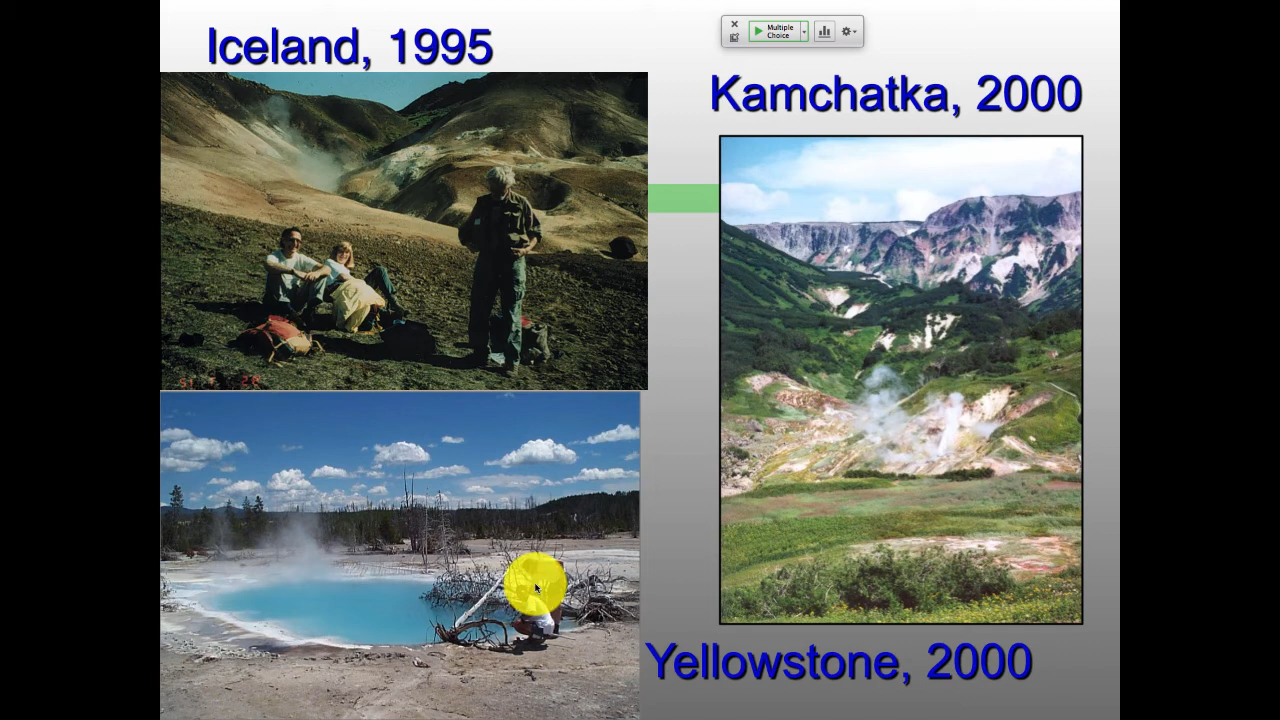 Iceland, 1995
Multiple
Choice
Kamchatka, 2000
Yellowstone, 2000